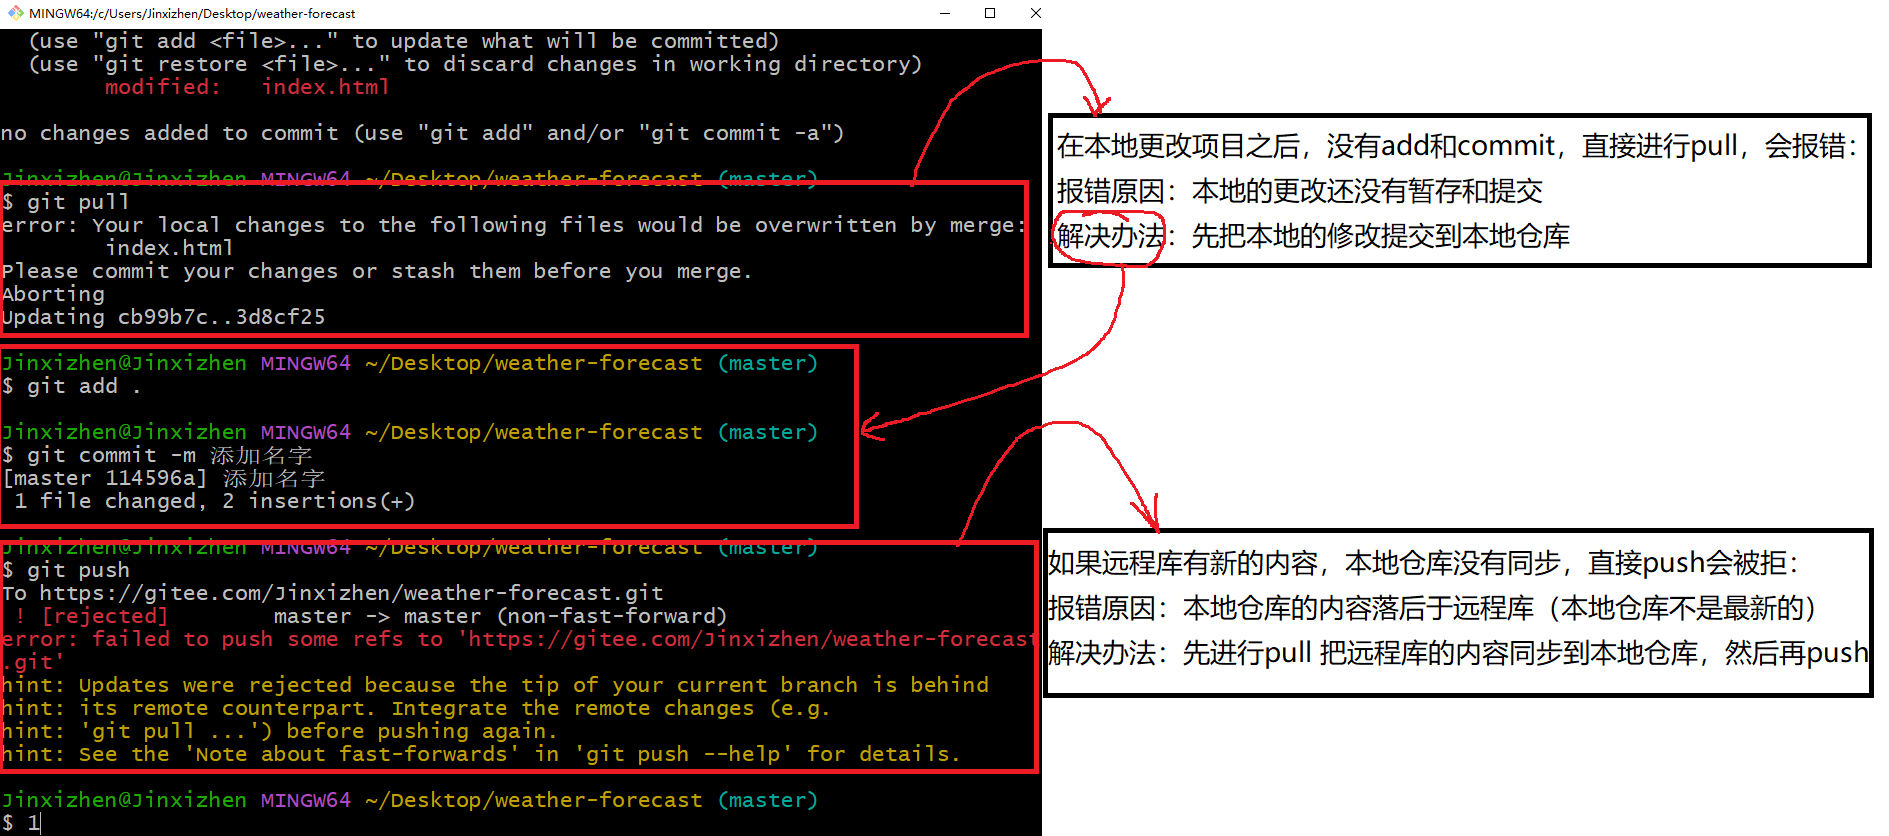 MINGW64:/c/Users/Jinxizhen/Desktop/weather-forecast
(use "git add <file>..." to update what will be committed)
(use "git restore <file>..." to discard changes in working directory)
modified:   index.html
no changes added to commit (use "git add" and/or "git commit -a")
Jinxizhen@Jinxizhen MINGW64 ~/Desktop/weather-forecast (master)
$ git pull
error: Your local changes to the following files would be overwritten by merge:
index.html
Please commit your changes or stash them before you merge.
Aborting
Updating cb99b7c..3d8cf25
Jinxizhen@Jinxizhen MINGW64 ~/Desktop/weather-forecast (master)
$ git add .
Jinxizhen@Jinxizhen MINGW64 ~/Desktop/weather-forecast (master)
$ git commit -m 添加名字
[master 114596a] 添加名字
1 file changed, 2 insertions(+)
Jinxizhen@Jinxizhen MINGW64 ~/Desktop/weather-forecast (master)
$ git push
To https://gitee.com/Jinxizhen/weather-forecast.git
! [rejected]        master -> master (non-fast-forward)
error: failed to push some refs to 'https://gitee.com/Jinxizhen/weather-forecast
.git'
hint: Updates were rejected because the tip of your current branch is behind
hint: its remote counterpart. Integrate the remote changes (e.g.
hint: 'git pull ...') before pushing again.
hint: See the 'Note about fast-forwards' in 'git push --help' for details.
Jinxizhen@Jinxizhen MINGW64 ~/Desktop/weather-forecast (master)
$ 1
在本地更改项目之后，没有add和commit，直接进行pull，会报错：
报错原因：本地的更改还没有暂存和提交
解决办法：先把本地的修改提交到本地仓库
如果远程库有新的内容，本地仓库没有同步，直接push会被拒：
报错原因：本地仓库的内容落后于远程库（本地仓库不是最新的）
解决办法：先进行pull 把远程库的内容同步到本地仓库，然后再push